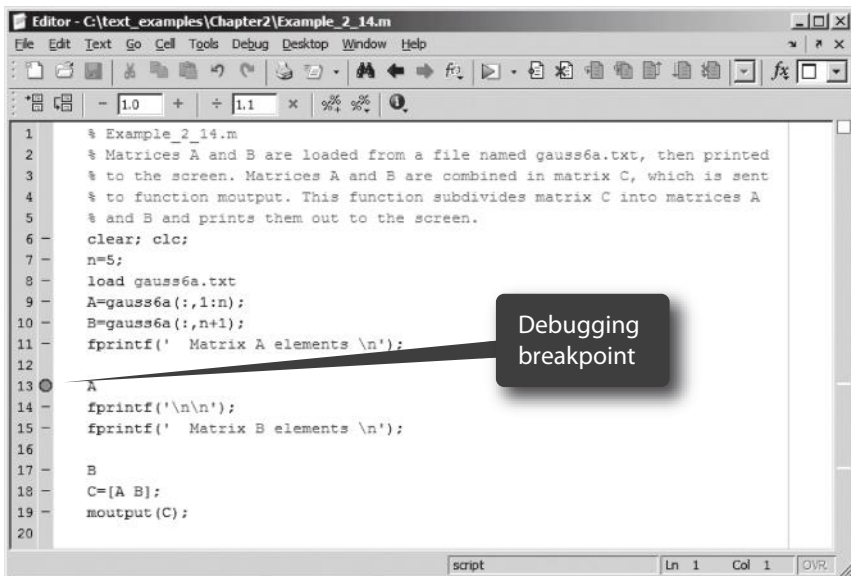 Editor - C:\text_examples\Chapter2\Example_2_14.m
File Edit Text Go Cell Tools Debug Desktop Window Help
- 1.0 + ÷ 1.1 ×
1 % Example_2_14.m
2 % Matrices A and B are loaded from a file named gauss6a.txt, then printed
3 % to the screen. Matrices A and B are combined in matrix C, which is sent
4 % to function moutput. This function subdivides matrix C into matrices A
5 % and B and prints them out to the screen.
6 - clear; clc;
7 - n=5;
8 - load gauss6a.txt
9 - A=gauss6a(:,1:n);
10 - B=gauss6a(:,n+1);
11 - fprintf('  Matrix A elements \n');
12
13 A
14 - fprintf('\n\n');
15 - fprintf('  Matrix B elements \n');
16
17 - B
18 - C=[A B];
19 - moutput(C);
20
Debugging
breakpoint
script Ln 1 Col 1 OVR